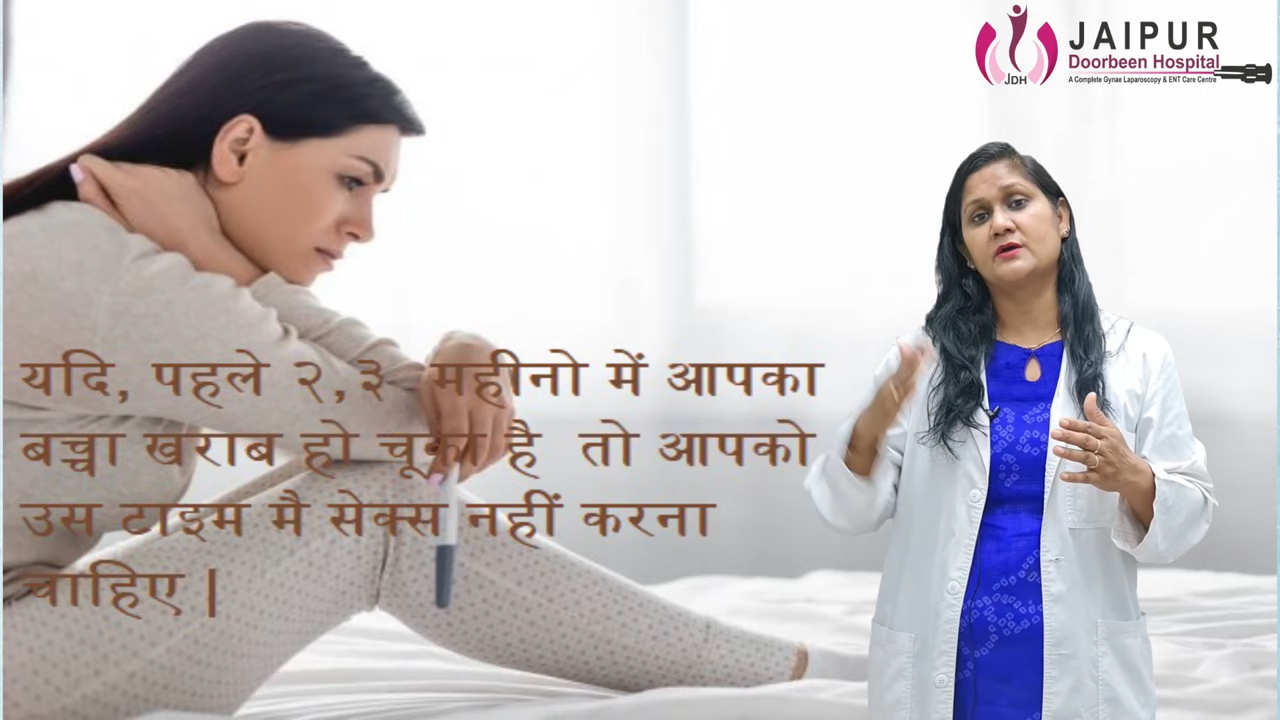 JAIPUR
Doorbeen Hospital
A Complete Gynae Laparoscopy & ENT Care Centre
JDH
यदि, पहले २,३ महीनो में आपका
बच्चा खराब हो चूका है तो आपको
उस टाइम मै सेक्स नहीं करना
चाहिए |